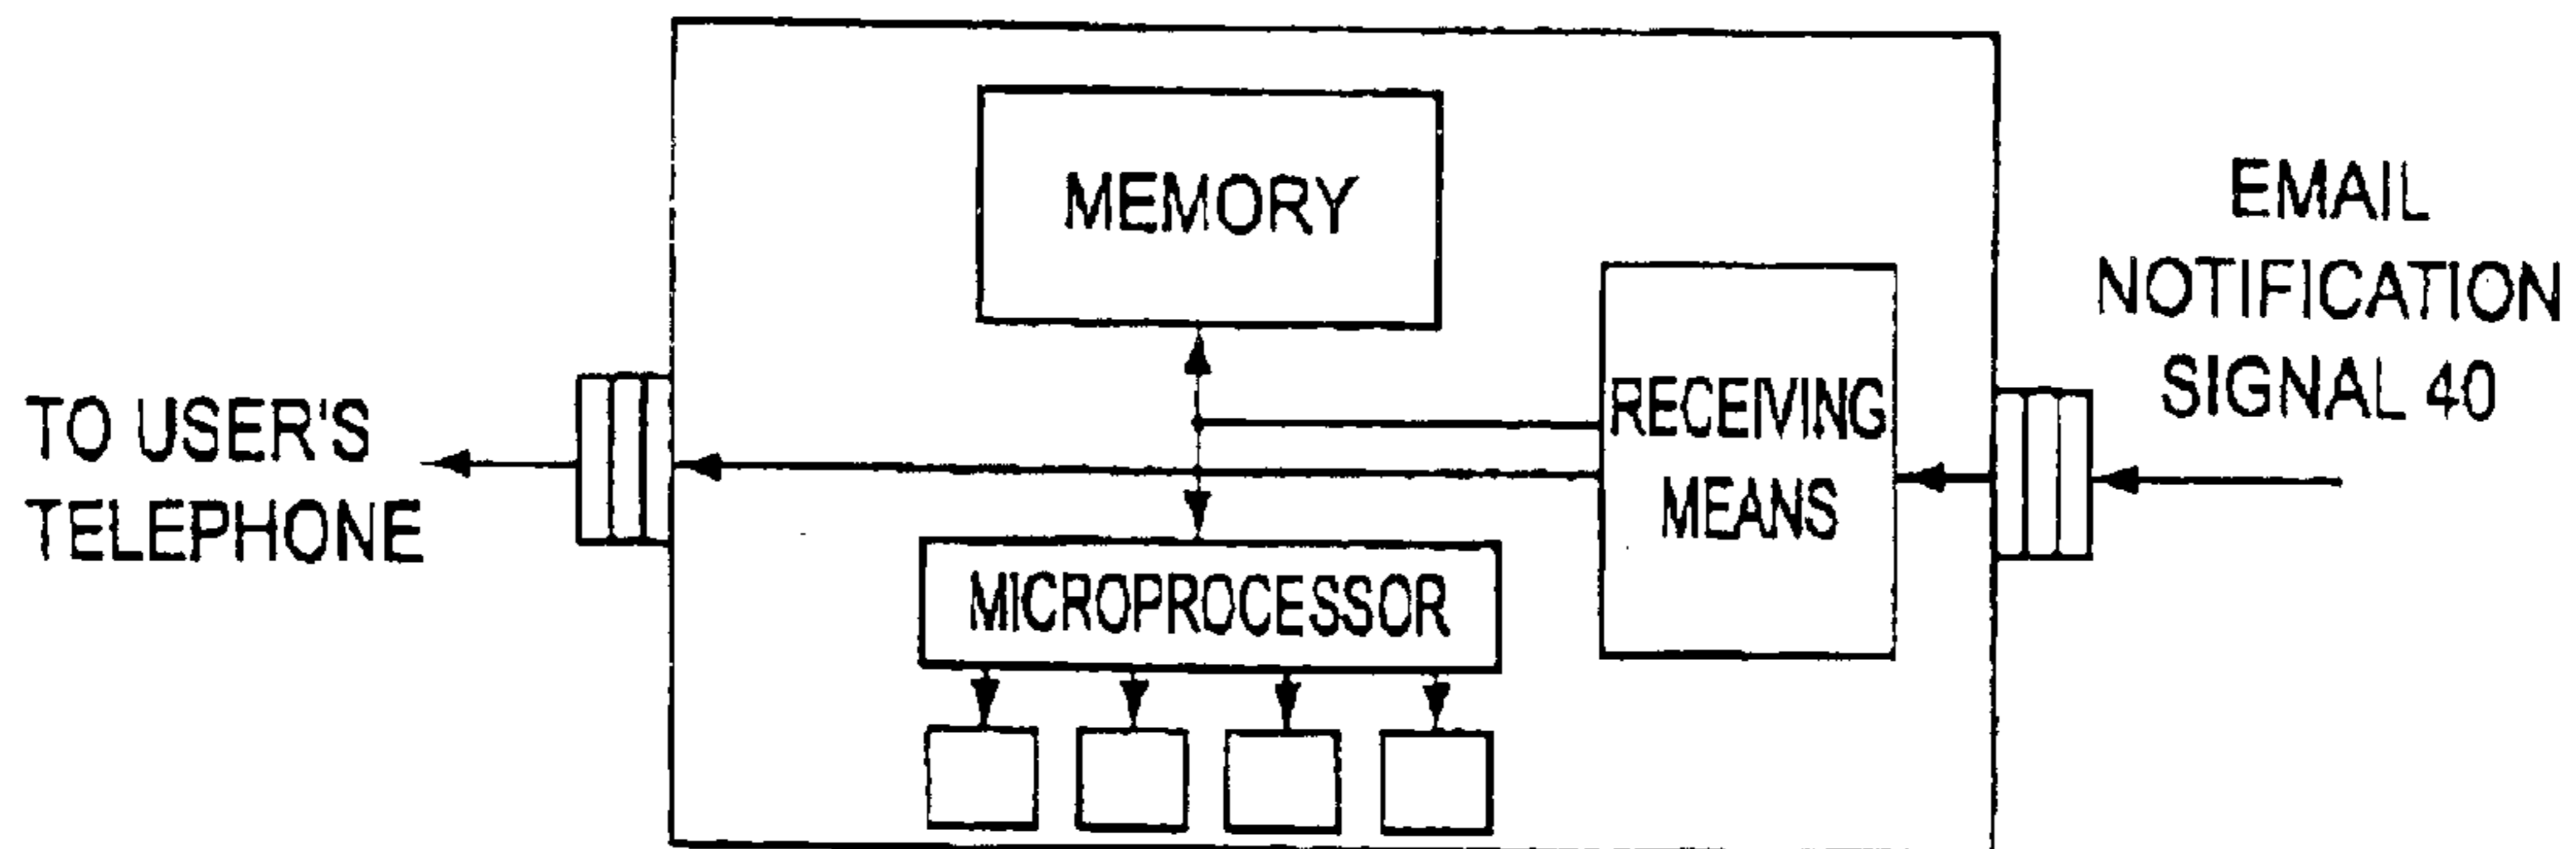 MEMORY
EMAIL
NOTIFICATION
SIGNAL 40
TO USER'S
TELEPHONE
RECEIVING
MEANS
MICROPROCESSOR